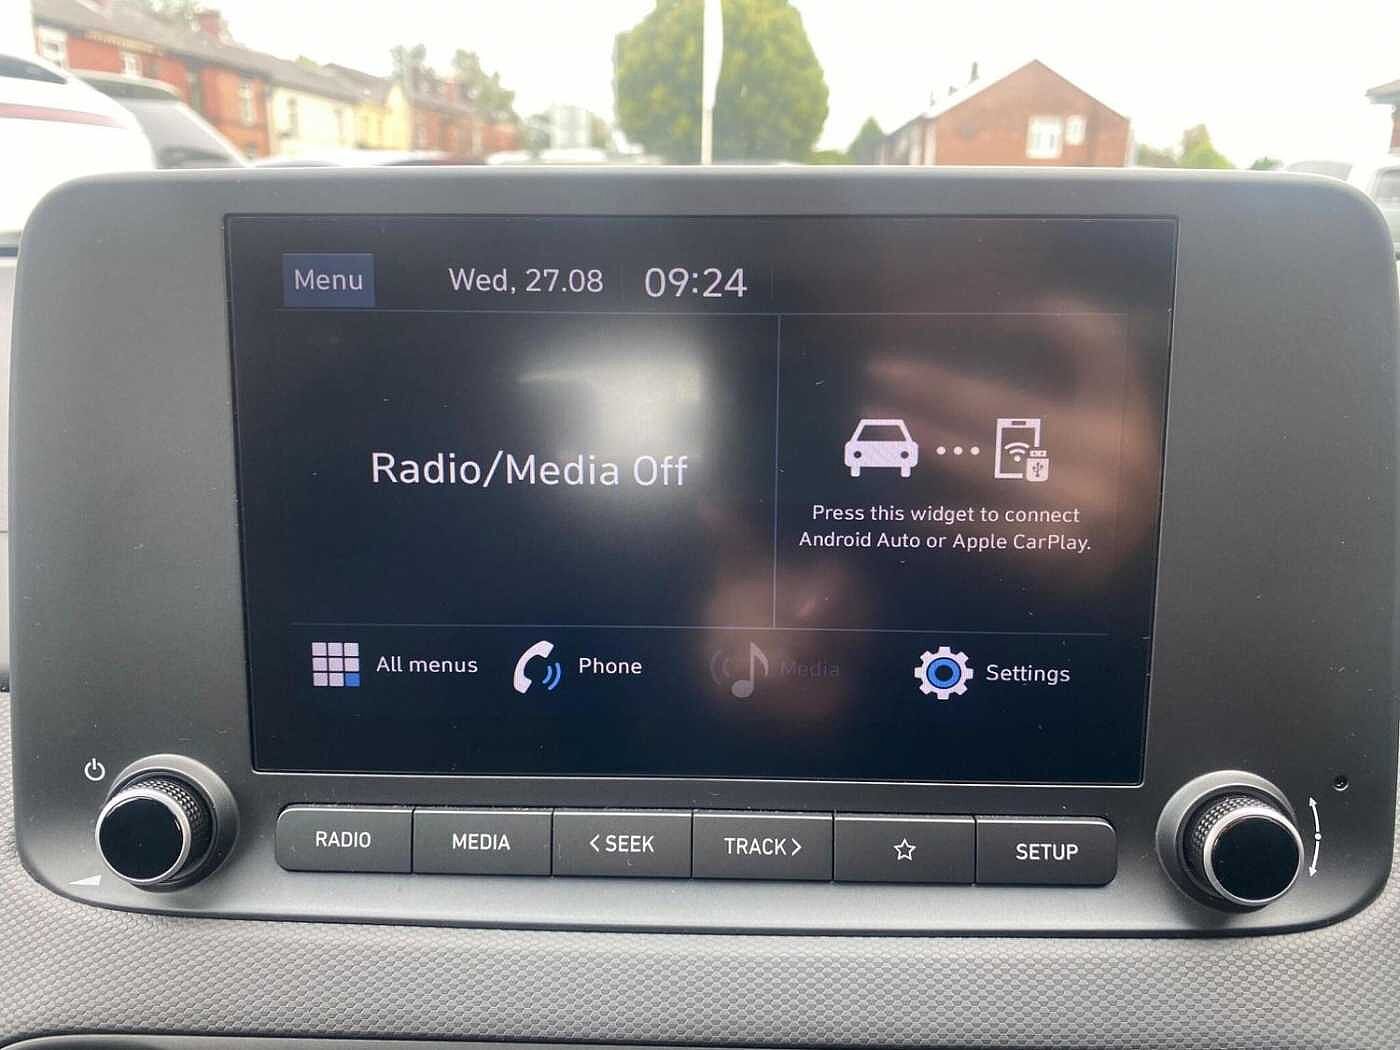 Menu Wed, 27.08 09:24
Radio/Media Off
Press this widget to connect
Android Auto or Apple CarPlay.
All menus Phone Media Settings
RADIO MEDIA <SEEK TRACK> SETUP